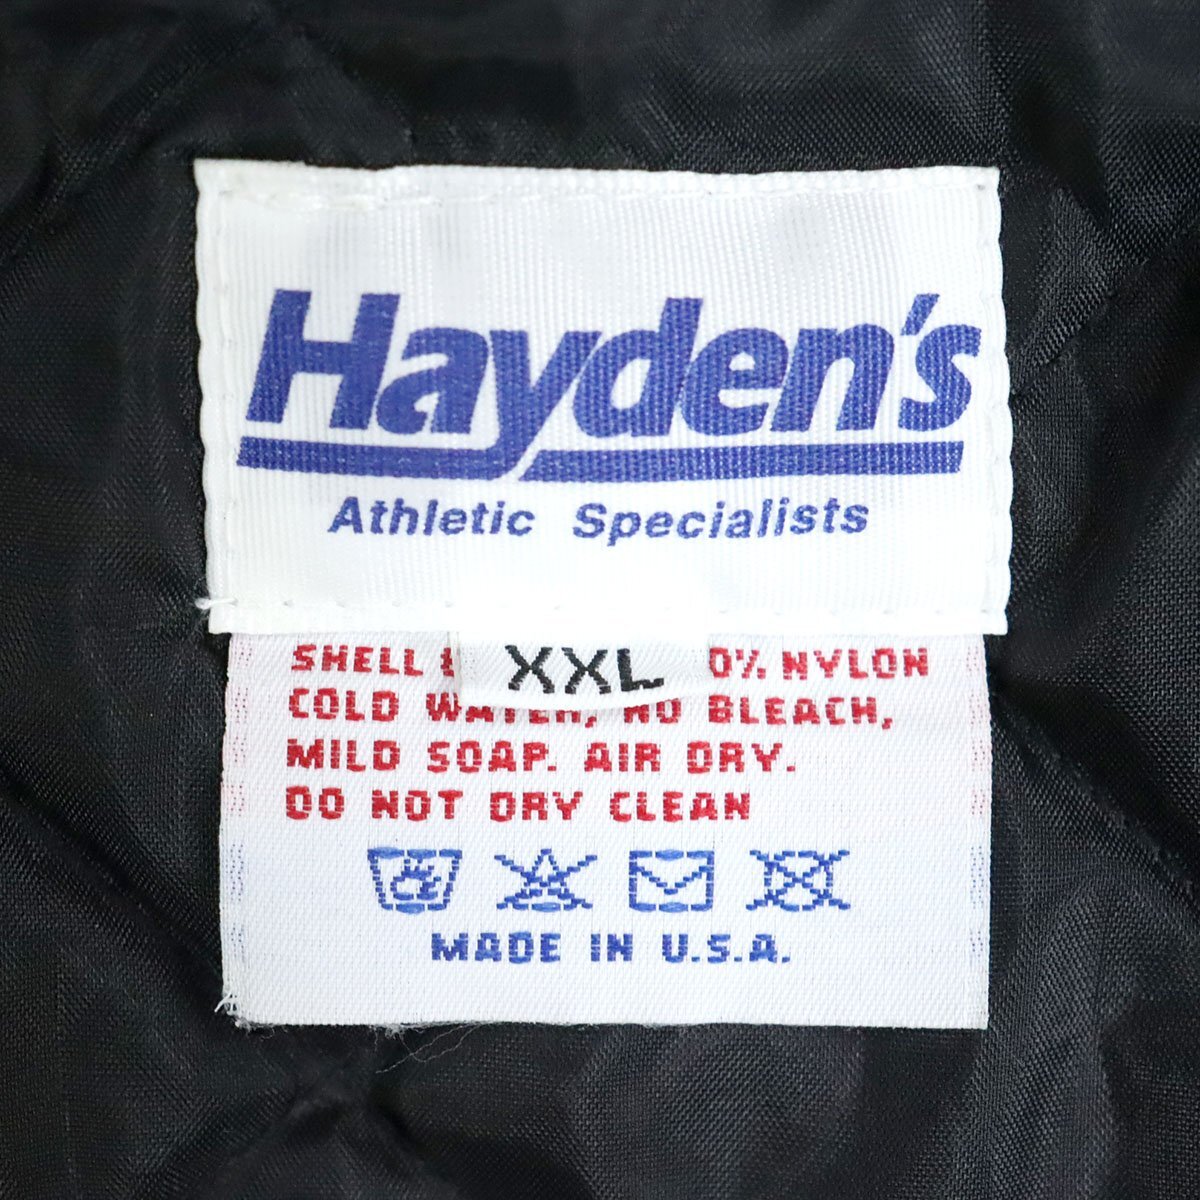 Hayden's
Athletic Specialists
XXL
SHELL 0% NYLON
COLD WATER, NO BLEACH,
MILD SOAP. AIR DRY.
DO NOT DRY CLEAN
MADE IN U.S.A.